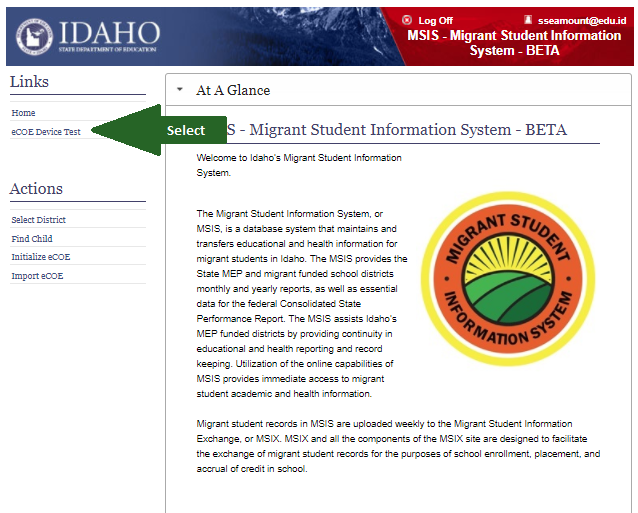 IDAHO
STATE DEPARTMENT OF EDUCATION
Log Off
sseamount@edu.id
MSIS - Migrant Student Information
System - BETA
Links
Home
eCOE Device Test
Select
Actions
Select District
Find Child
Initialize eCOE
Import eCOE
At A Glance
S - Migrant Student Information System - BETA
Welcome to Idaho's Migrant Student Information
System.
The Migrant Student Information System, or
MSIS, is a database system that maintains and
transfers educational and health information for
migrant students in Idaho. The MSIS provides the
State MEP and migrant funded school districts
monthly and yearly reports, as well as essential
data for the federal Consolidated State
Performance Report. The MSIS assists Idaho's
MEP funded districts by providing continuity in
educational and health reporting and record
keeping. Utilization of the online capabilities of
MSIS provides immediate access to migrant
student academic and health information.
MIGRANT STUDENT
INFORMATION SYSTEM
Migrant student records in MSIS are uploaded weekly to the Migrant Student Information
Exchange, or MSIX. MSIX and all the components of the MSIX site are designed to facilitate
the exchange of migrant student records for the purposes of school enrollment, placement, and
accrual of credit in school.